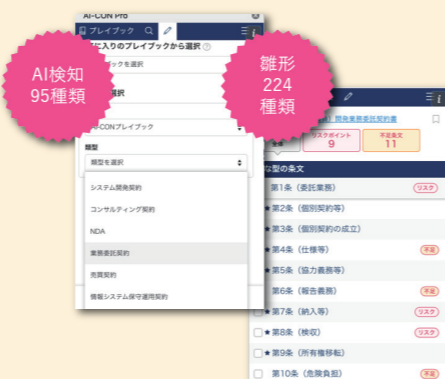 AI-CON Pro
プレイブック
に入りのプレイブックから選択
ブックを選択
選択
-CONプレイブック
類型
類型を選択
システム開発契約
コンサルティング契約
NDA
業務委託契約
売買契約
情報システム保守運用契約
AI検知
95種類
雛形
224
種類
開発業務委託契約書
全条
リスクポイント
9
不足条文
11
な型の条文
第1条（委託業務） リスク
★第2条（個別契約等）
★第3条（個別契約の成立）
★第4条（仕様等） 不足
★第5条（協力義務等）
第6条（報告義務） 不足
★第7条（納入等） リスク
★第8条（検収） リスク
★第9条（所有権移転）
第10条（危険負担） 不足